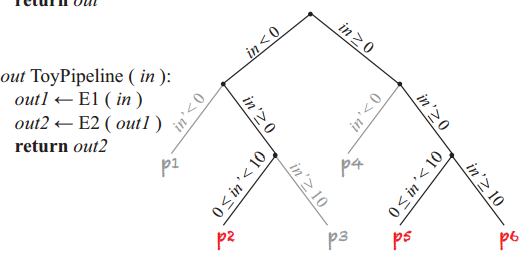 return out
out ToyPipeline ( in ):
out1 ← E1 ( in )
out2 ← E2 ( out1 )
return out2
in<0
in≥0
in'<0
in'≥0
in'<0
in'≥0
0≤in'<10
in'≥10
0≤in'<10
in'≥10
p1
p4
p2
p3
p5
p6